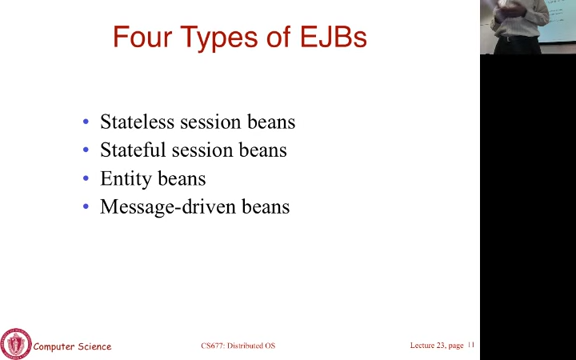 Four Types of EJBs
• Stateless session beans
• Stateful session beans
• Entity beans
• Message-driven beans
Computer Science
CS677: Distributed OS
Lecture 23, page 11